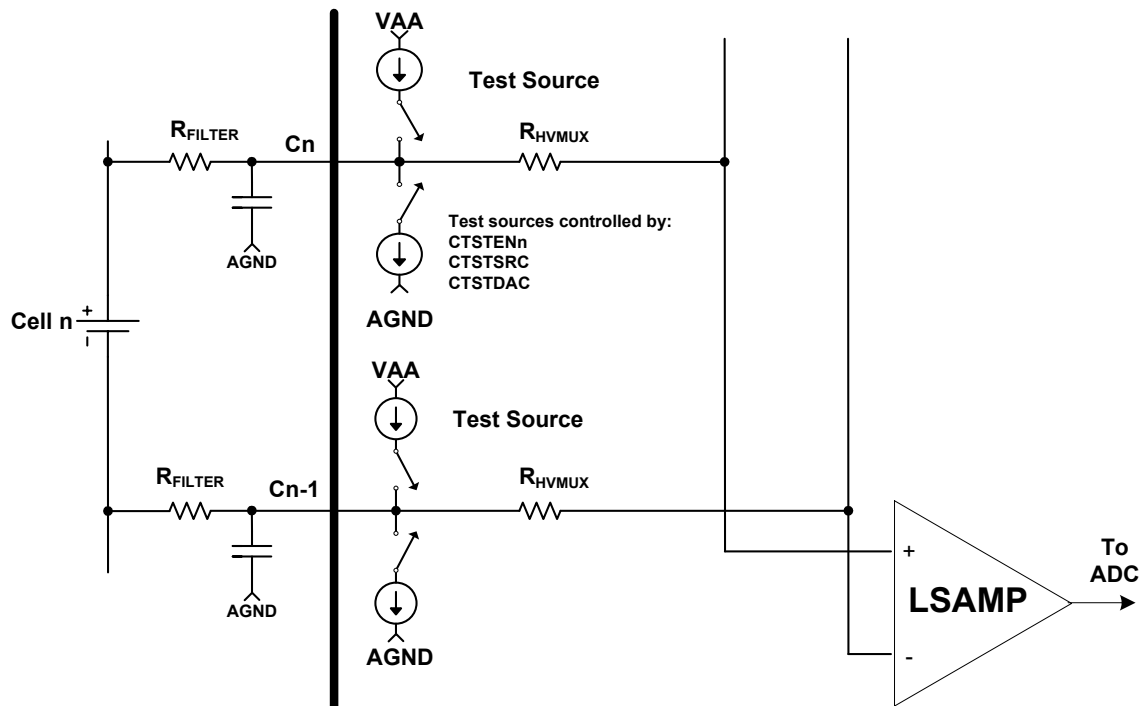 VAA
Test Source
RFILTER
Cn
RHVMUX
AGND
Test sources controlled by:
CTSTENn
CTSTSRC
CTSTDAC
AGND
Cell n
+
-
VAA
Test Source
RFILTER
Cn-1
RHVMUX
AGND
AGND
+
LSAMP
-
To
ADC